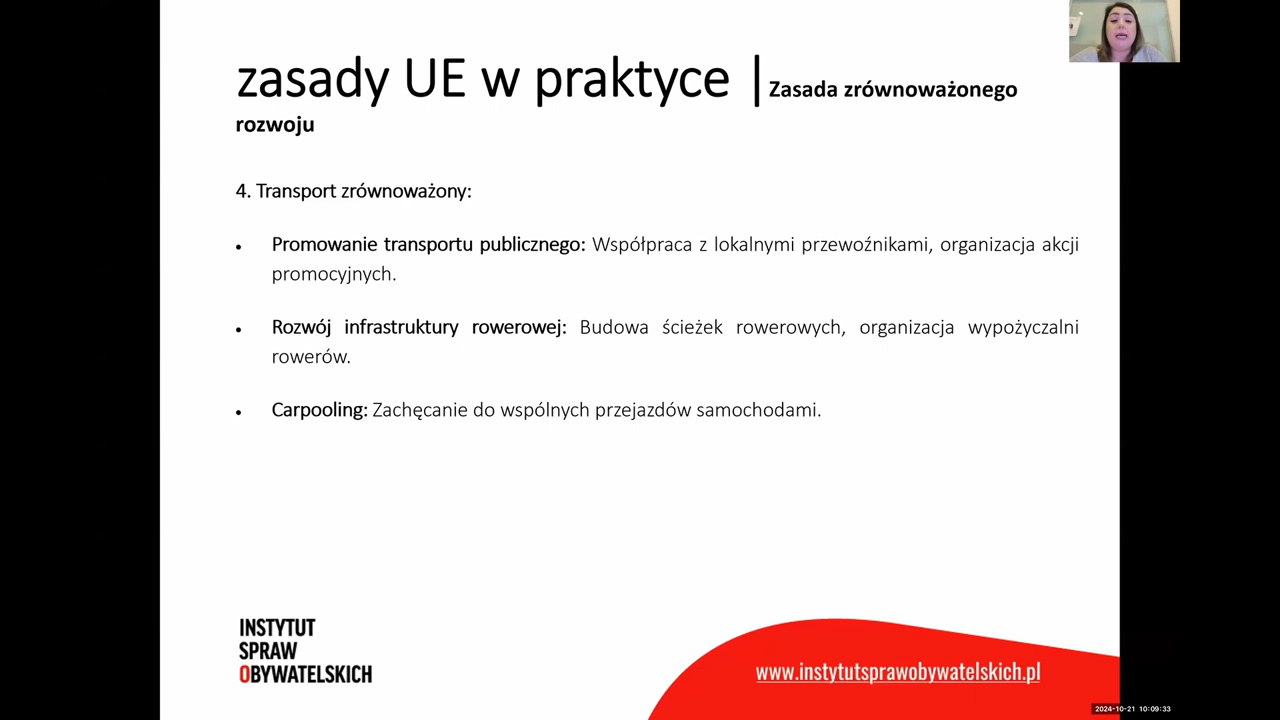 zasady UE w praktyce | Zasada zrównoważonego
rozwoju
4. Transport zrównoważony:
• Promowanie transportu publicznego: Współpraca z lokalnymi przewoźnikami, organizacja akcji
promocyjnych.
• Rozwój infrastruktury rowerowej: Budowa ścieżek rowerowych, organizacja wypożyczalni
rowerów.
• Carpooling: Zachęcanie do wspólnych przejazdów samochodami.
INSTYTUT
SPRAW
OBYWATELSKICH
www.instytutsprawobywatelskich.pl
2024-10-21 10:09:33